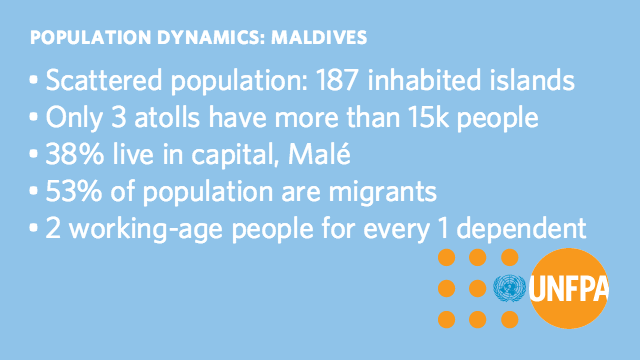 POPULATION DYNAMICS: MALDIVES
• Scattered population: 187 inhabited islands
• Only 3 atolls have more than 15k people
• 38% live in capital, Malé
• 53% of population are migrants
• 2 working-age people for every 1 dependent
UNFPA